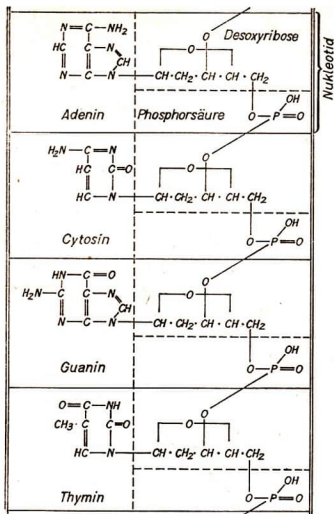 N=C-NH2
O
Desoxyribose
HC C-N
O
N-C-N
CH
CH·CH2·CH·CH·CH2
OH
Adenin
Phosphorsäure
O-P=O
Nukleotid
O
H2N-C=N
O
HC C=O
HC-N
CH·CH2·CH·CH·CH2
OH
Cytosin
O-P=O
O
HN-C=O
O
H2N-C C-N
CH
N-C-N
CH·CH2·CH·CH·CH2
OH
Guanin
O-P=O
O
O=C-NH
O
CH3·C C=O
HC-N
CH·CH2·CH·CH·CH2
OH
Thymin
O-P=O